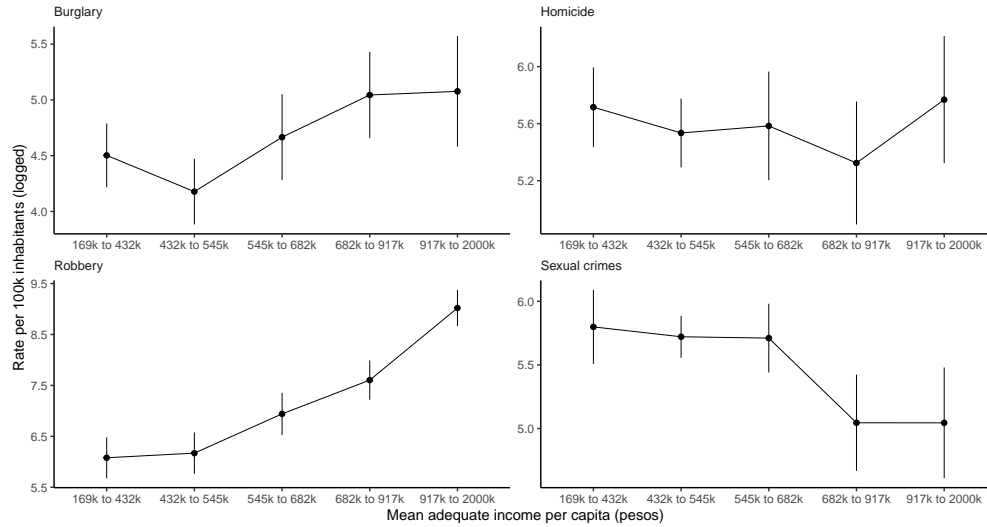 Burglary
5.5
5.0
4.5
4.0
169k to 432k 432k to 545k 545k to 682k 682k to 917k 917k to 2000k
Homicide
6.0
5.6
5.2
169k to 432k 432k to 545k 545k to 682k 682k to 917k 917k to 2000k
Robbery
9.5
8.5
7.5
6.5
5.5
169k to 432k 432k to 545k 545k to 682k 682k to 917k 917k to 2000k
Sexual crimes
6.0
5.5
5.0
169k to 432k 432k to 545k 545k to 682k 682k to 917k 917k to 2000k
Rate per 100k inhabitants (logged)
Mean adequate income per capita (pesos)